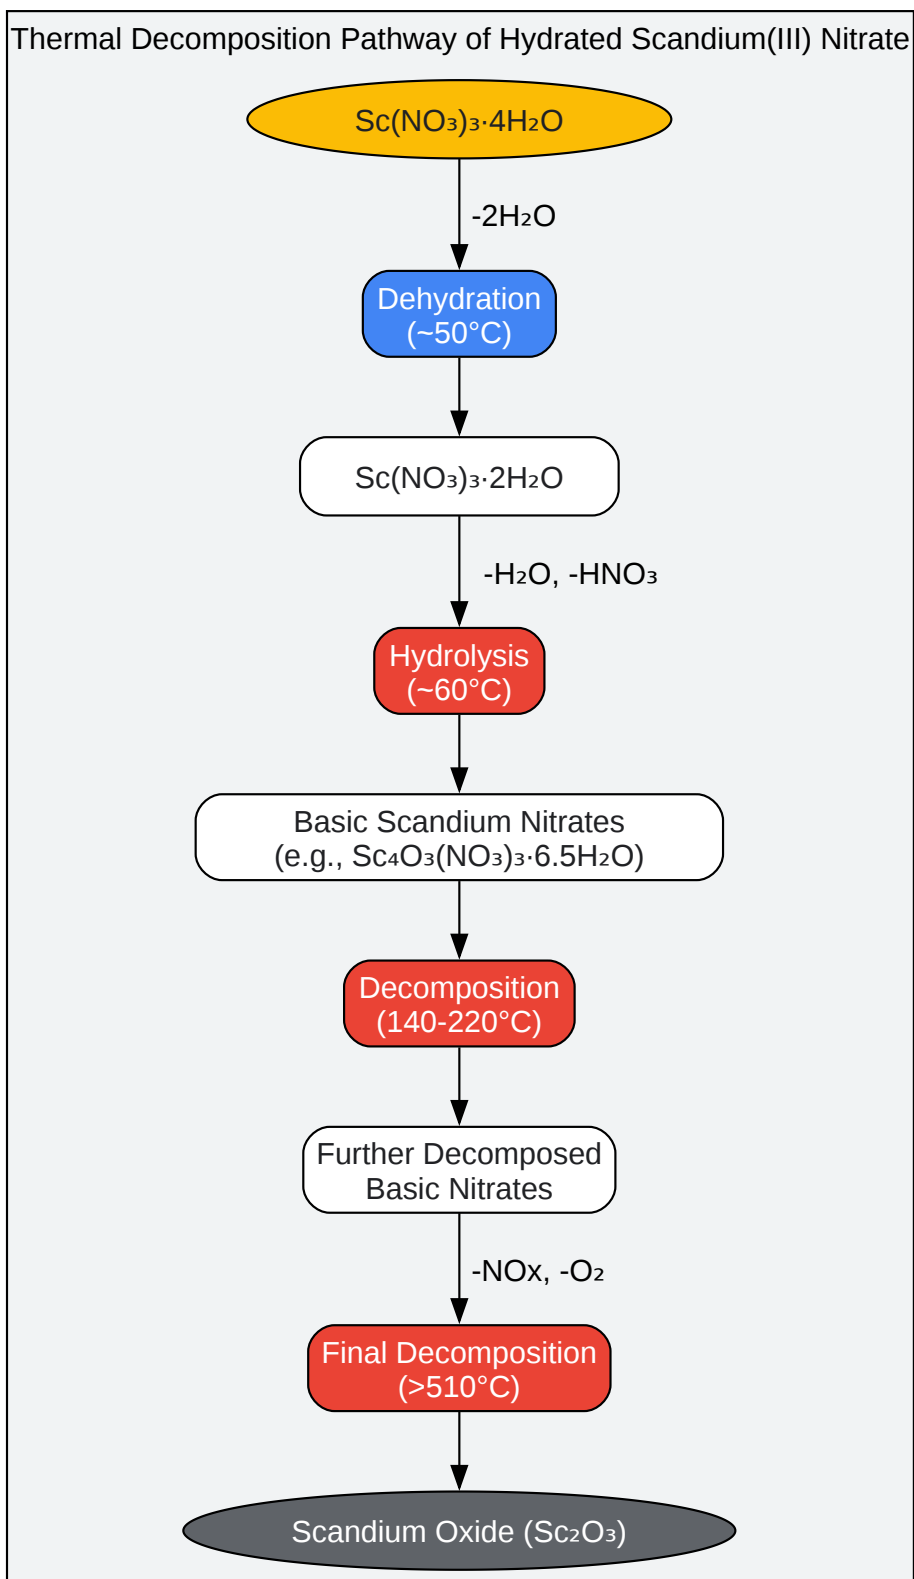 Thermal Decomposition Pathway of Hydrated Scandium(III) Nitrate
Sc(NO₃)₃·4H₂O
-2H₂O
Dehydration
(~50°C)
Sc(NO₃)₃·2H₂O
-H₂O, -HNO₃
Hydrolysis
(~60°C)
Basic Scandium Nitrates
(e.g., Sc₄O₃(NO₃)₃·6.5H₂O)
Decomposition
(140-220°C)
Further Decomposed
Basic Nitrates
-NOx, -O₂
Final Decomposition
(>510°C)
Scandium Oxide (Sc₂O₃)